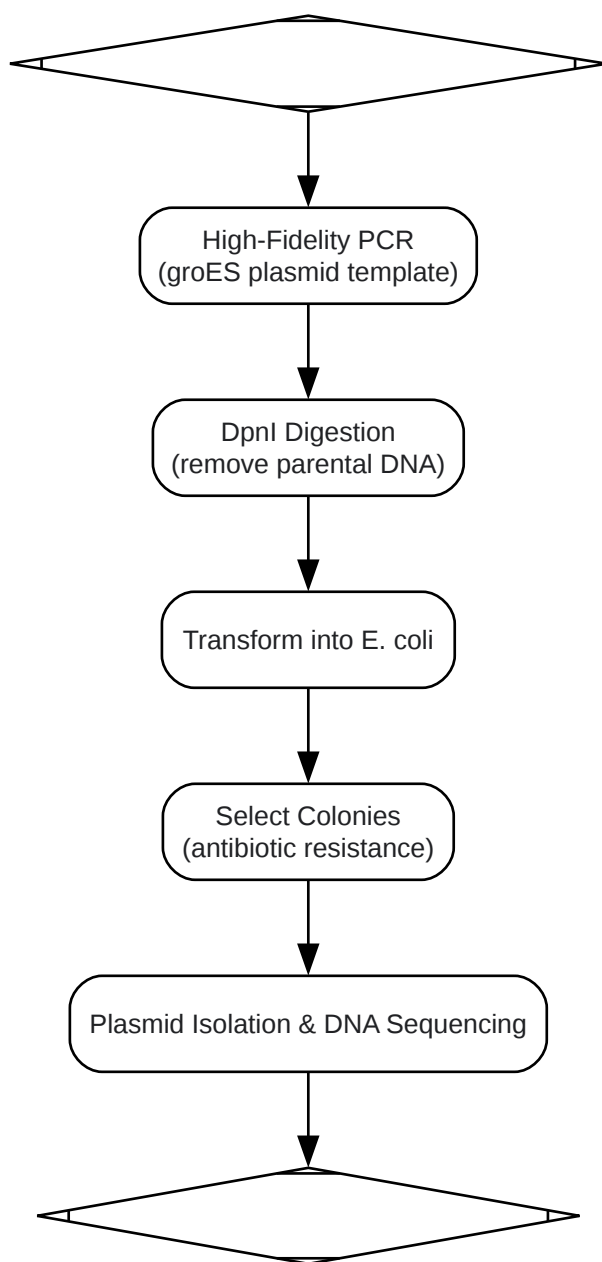 High-Fidelity PCR
(groES plasmid template)
DpnI Digestion
(remove parental DNA)
Transform into E. coli
Select Colonies
(antibiotic resistance)
Plasmid Isolation & DNA Sequencing